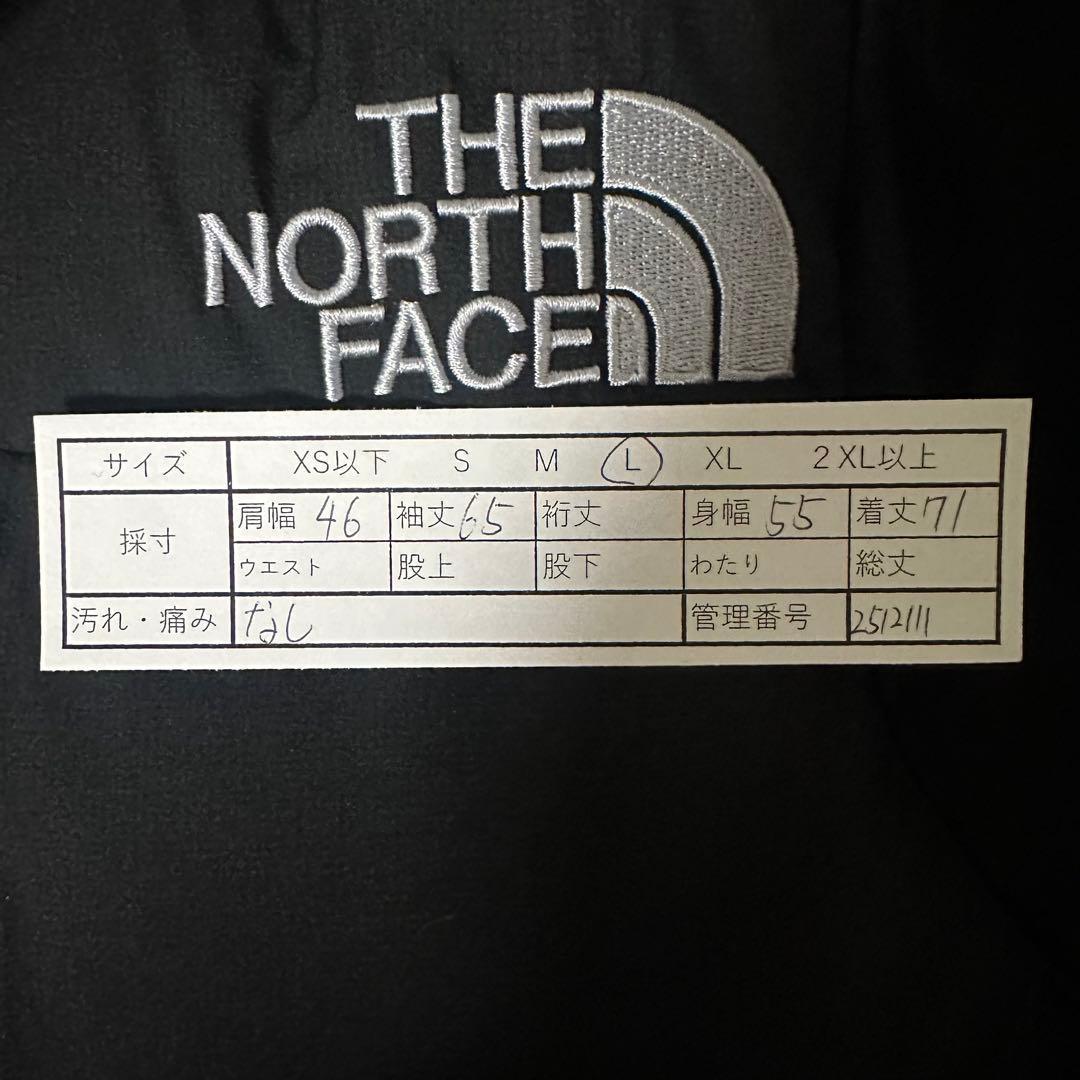 THE
NORTH
FACE
サイズ XS以下 S M L XL 2XL以上
採寸 肩幅 46 袖丈 65 裄丈 身幅 55 着丈 71
ウエスト 股上 股下 わたり 総丈
汚れ・痛み なし 管理番号 2512111